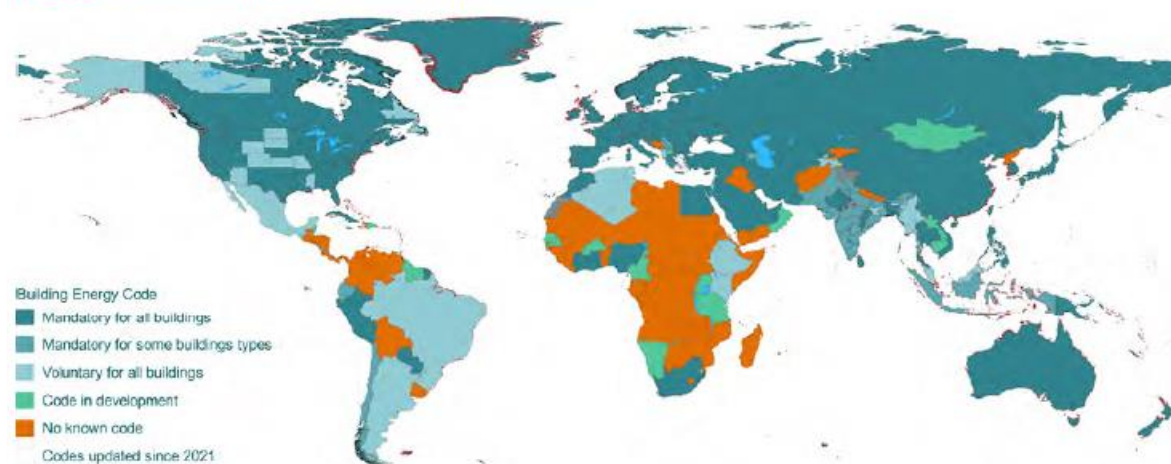 Building Energy Code
Mandatory for all buildings
Mandatory for some buildings types
Voluntary for all buildings
Code in development
No known code
Codes updated since 2021